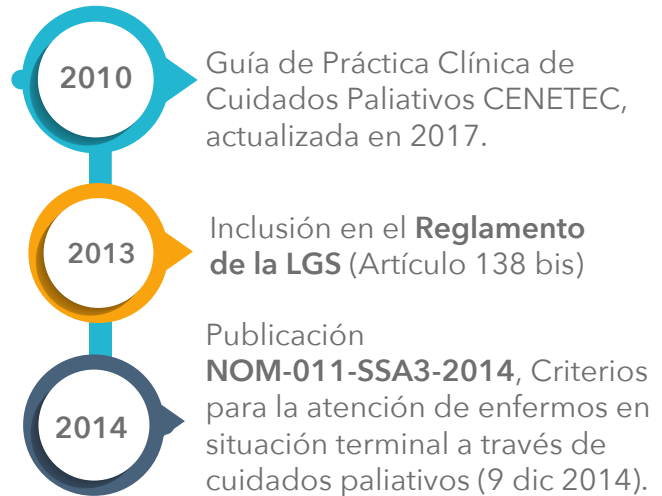 2010
Guía de Práctica Clínica de
Cuidados Paliativos CENETEC,
actualizada en 2017.
2013
Inclusión en el Reglamento
de la LGS (Artículo 138 bis)
2014
Publicación
NOM-011-SSA3-2014, Criterios
para la atención de enfermos en
situación terminal a través de
cuidados paliativos (9 dic 2014).